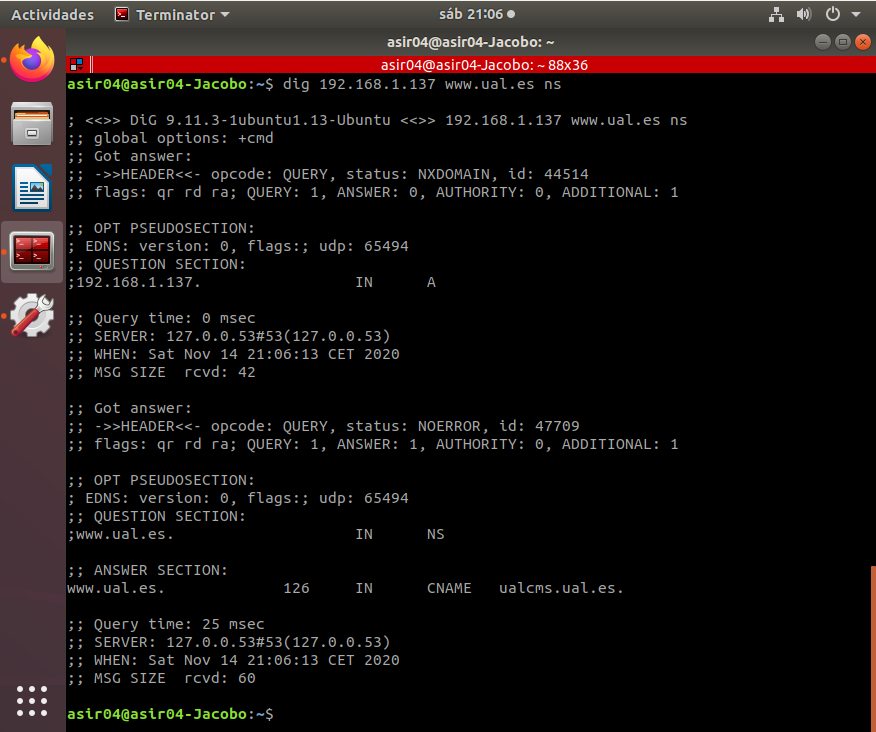 Actividades Terminator sáb 21:06
asir04@asir04-Jacobo: ~
asir04@asir04-Jacobo: ~ 88x36
asir04@asir04-Jacobo:~$ dig 192.168.1.137 www.ual.es ns
; <<>> DiG 9.11.3-1ubuntu1.13-Ubuntu <<>> 192.168.1.137 www.ual.es ns
;; global options: +cmd
;; Got answer:
;; ->>HEADER<<- opcode: QUERY, status: NXDOMAIN, id: 44514
;; flags: qr rd ra; QUERY: 1, ANSWER: 0, AUTHORITY: 0, ADDITIONAL: 1
;; OPT PSEUDOSECTION:
; EDNS: version: 0, flags:; udp: 65494
;; QUESTION SECTION:
;192.168.1.137. IN A
;; Query time: 0 msec
;; SERVER: 127.0.0.53#53(127.0.0.53)
;; WHEN: Sat Nov 14 21:06:13 CET 2020
;; MSG SIZE rcvd: 42
;; Got answer:
;; ->>HEADER<<- opcode: QUERY, status: NOERROR, id: 47709
;; flags: qr rd ra; QUERY: 1, ANSWER: 1, AUTHORITY: 0, ADDITIONAL: 1
;; OPT PSEUDOSECTION:
; EDNS: version: 0, flags:; udp: 65494
;; QUESTION SECTION:
;www.ual.es. IN NS
;; ANSWER SECTION:
www.ual.es. 126 IN CNAME ualcms.ual.es.
;; Query time: 25 msec
;; SERVER: 127.0.0.53#53(127.0.0.53)
;; WHEN: Sat Nov 14 21:06:13 CET 2020
;; MSG SIZE rcvd: 60
asir04@asir04-Jacobo:~$